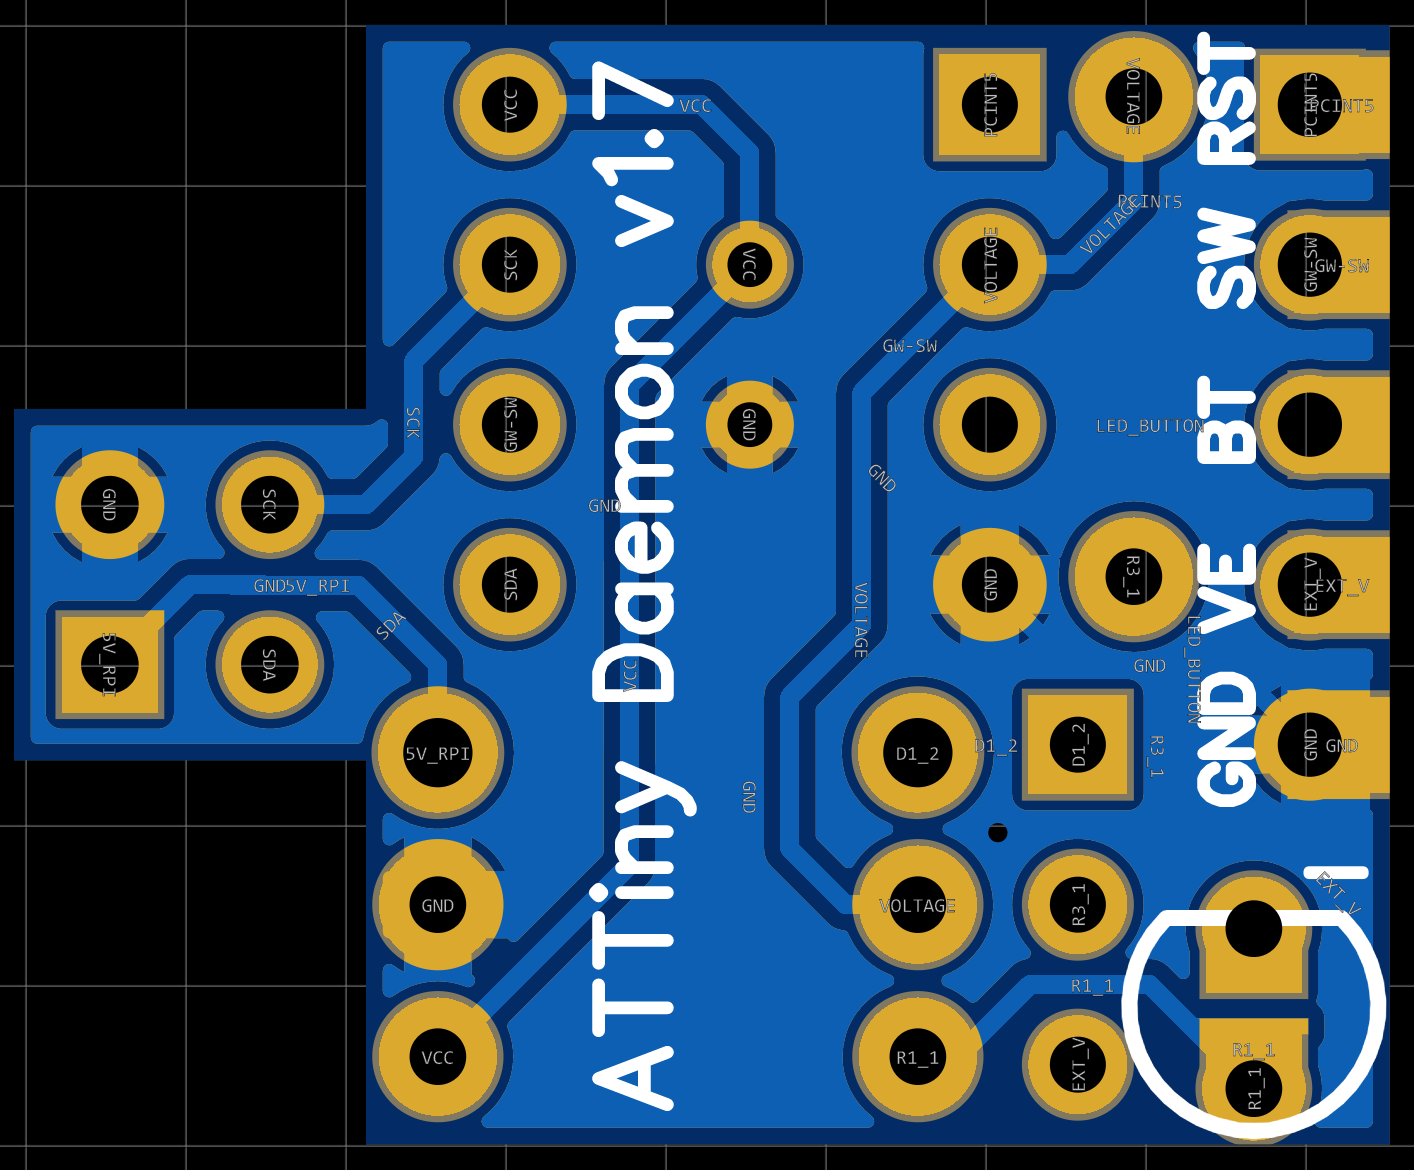 ATTiny Daemon v1.7
RST
SW
BT
VE
GND
VCC
VCC
PCINT5
VOLTAGE
PCINT5
PCINT5
PCINT5
VOLTAGE
SCK
VCC
VOLTAGE
GW-SW
GW-SW
GW-SW
SCK
GW-SW
GND
LED_BUTTON
GND
GND
SCK
GND
GND5V_RPI
SDA
SDA
VOLTAGE
GND
R3_1
EXT_V
EXT_V
5V_RPI
SDA
VCC
GND
LED_BUTTON
5V_RPI
D1_2
D1_2
D1_2
R3_1
GND
GND
GND
GND
VOLTAGE
R3_1
EXT_V
R1_1
VCC
R1_1
EXT_V
R1_1
R1_1